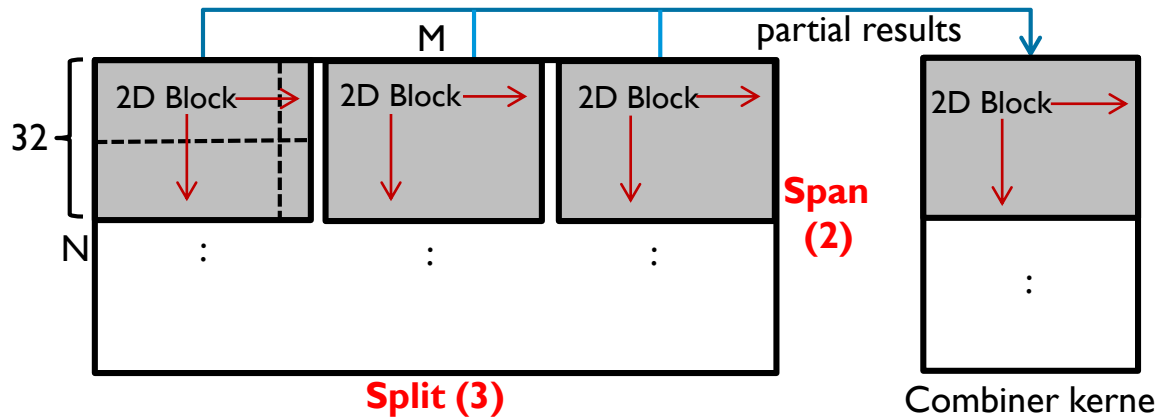 M
partial results
2D Block
2D Block
2D Block
2D Block
32
Span
(2)
N
:
:
:
:
Split (3)
Combiner kerne